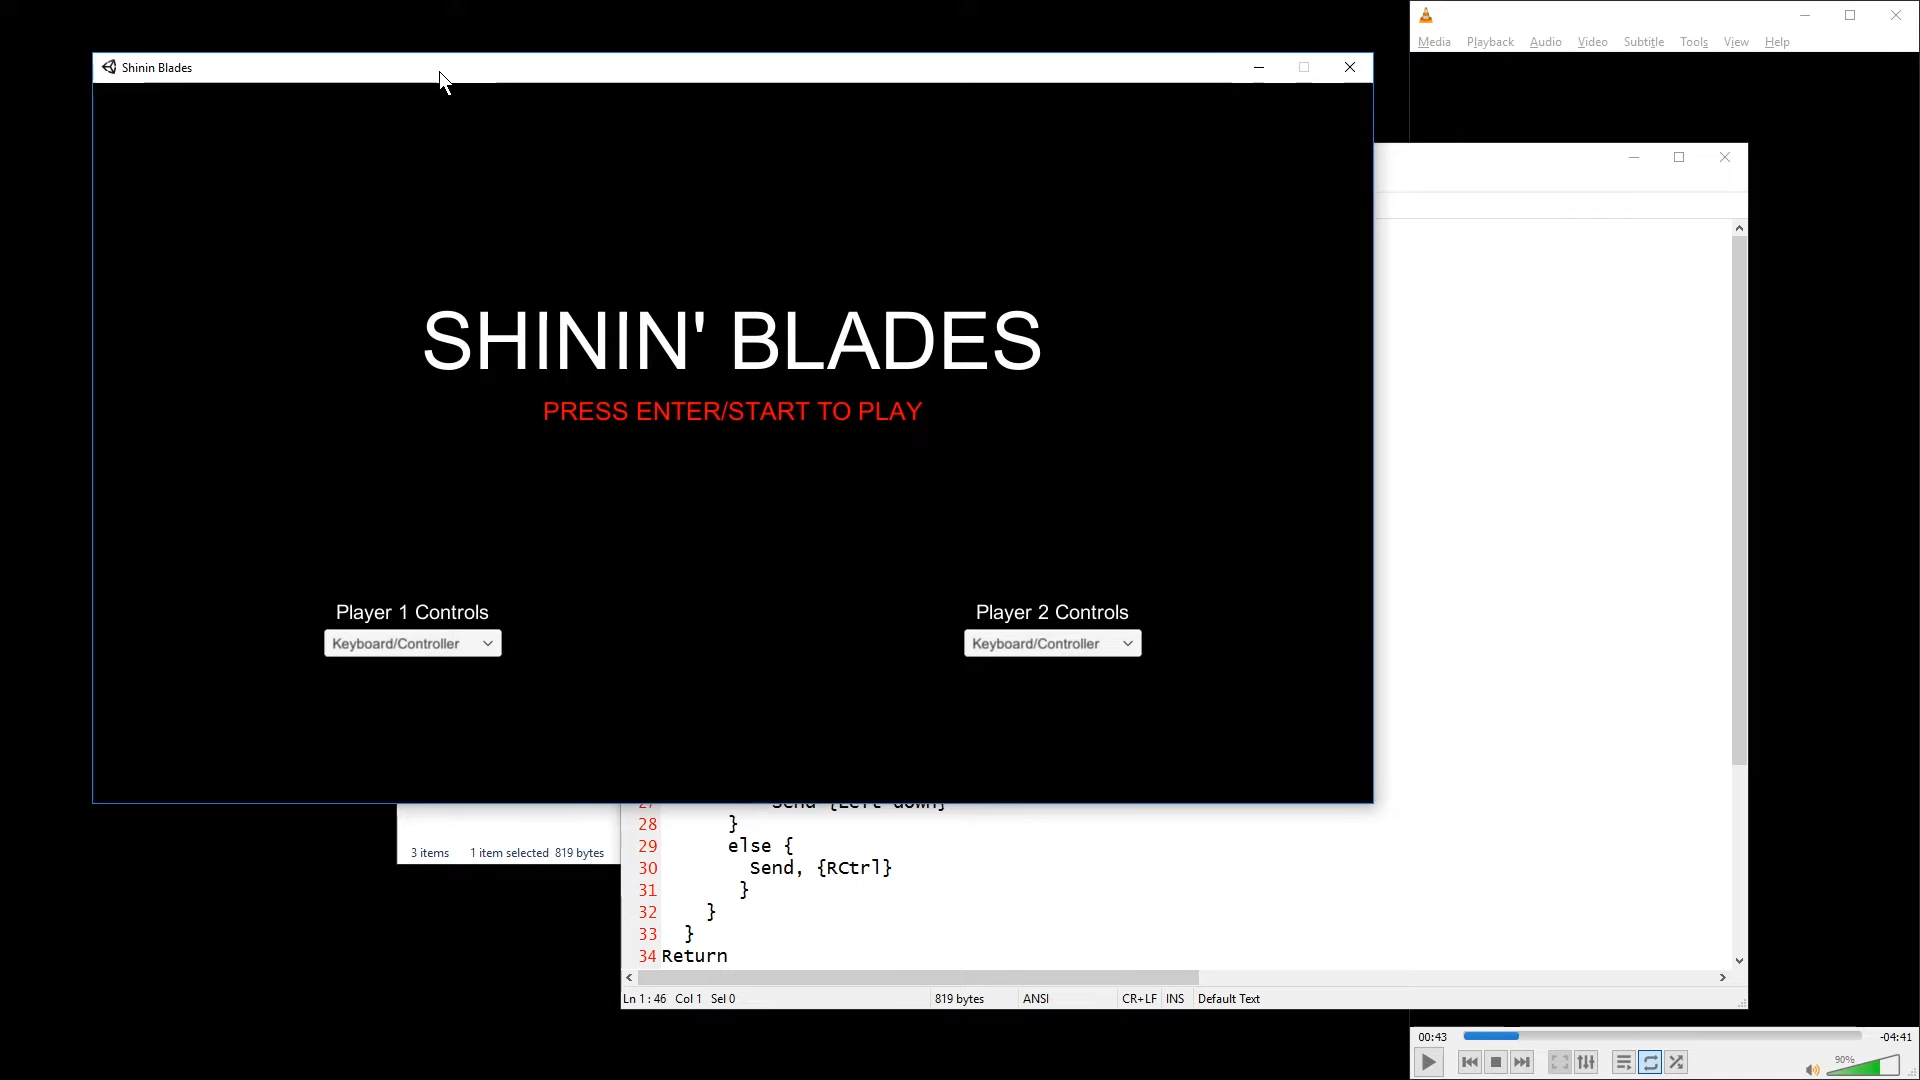 Shinin Blades
SHININ' BLADES
PRESS ENTER/START TO PLAY
Player 1 Controls
Keyboard/Controller
Player 2 Controls
Keyboard/Controller
Media Playback Audio Video Subtitle Tools View Help
3 items 1 item selected 819 bytes
28 }
29 else {
30 Send, {RCtrl}
31 }
32 }
33 }
34 Return
Ln 1 : 46 Col 1 Sel 0 819 bytes ANSI CR+LF INS Default Text
00:43 -04:41
90%